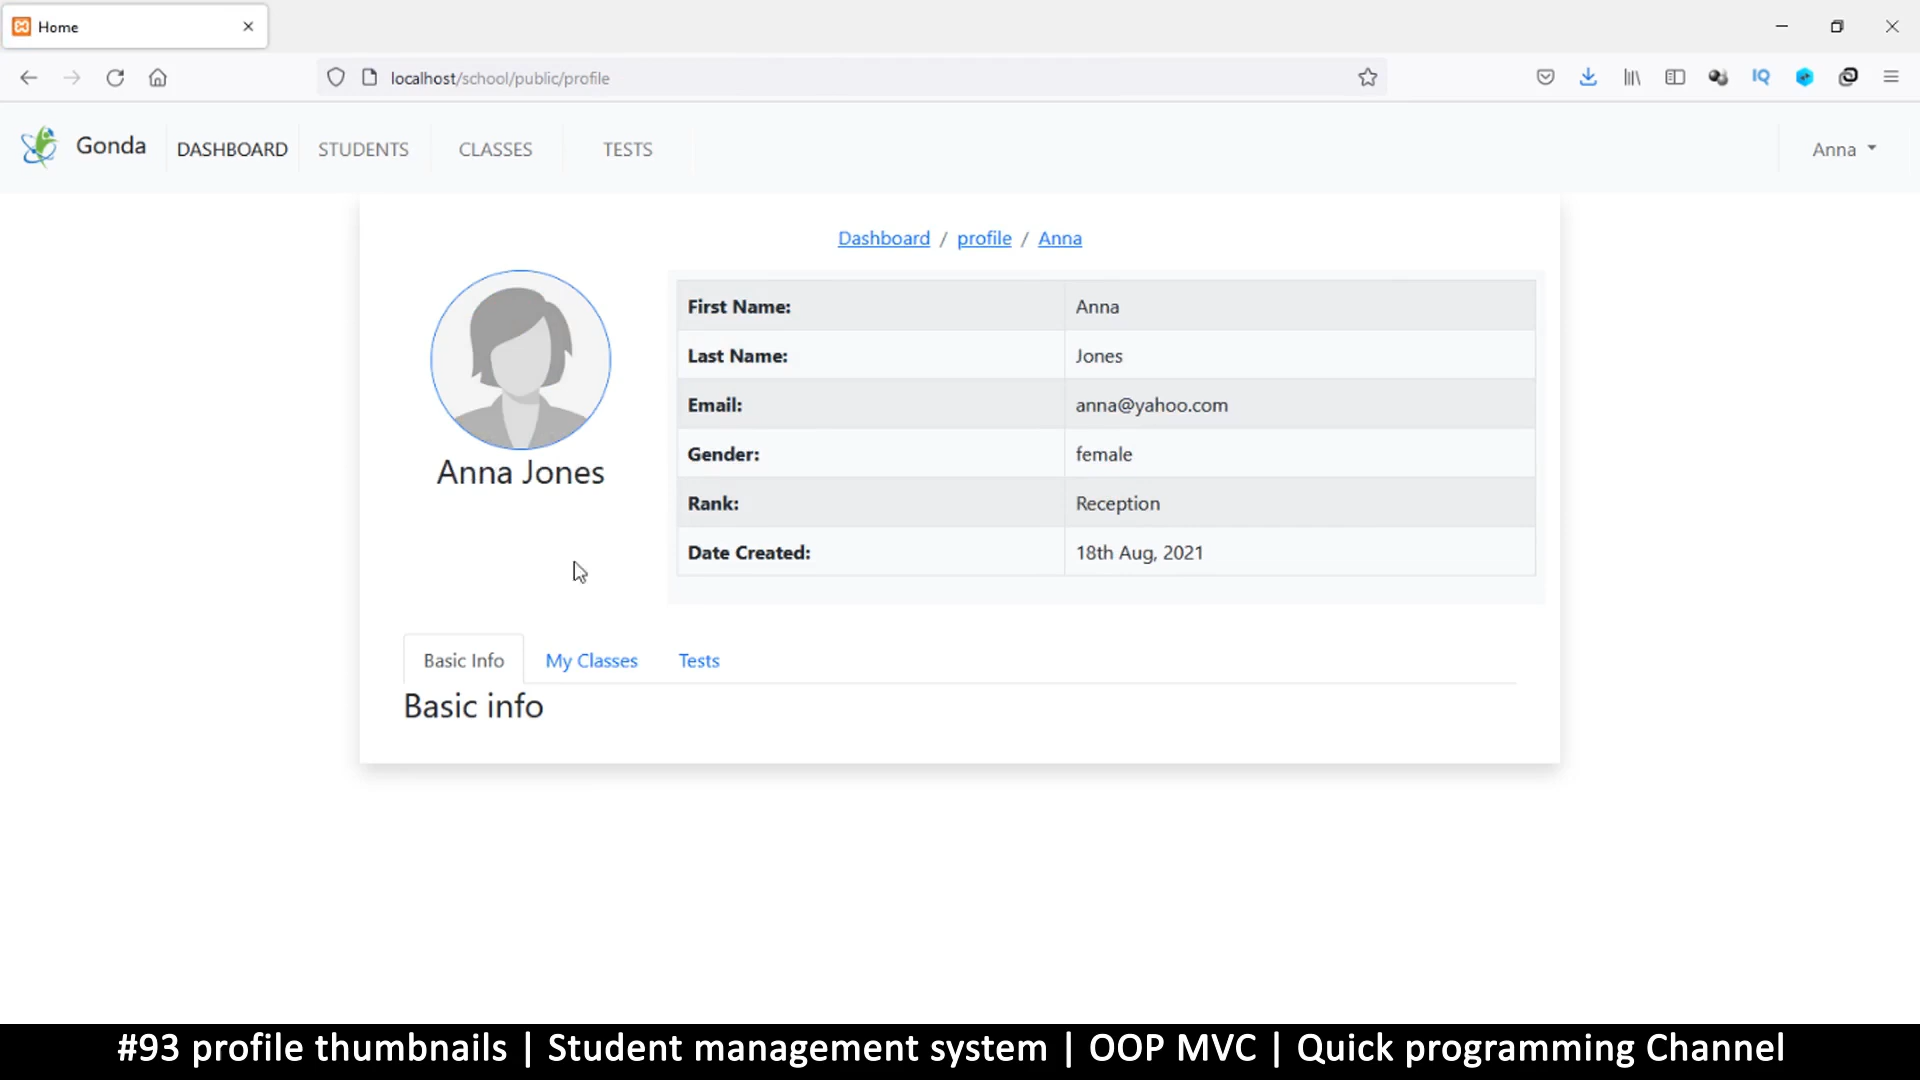 Home
localhost/school/public/profile
IQ
Gonda
DASHBOARD
STUDENTS
CLASSES
TESTS
Anna
Dashboard / profile / Anna
First Name: Anna
Last Name: Jones
Email: anna@yahoo.com
Gender: female
Rank: Reception
Date Created: 18th Aug, 2021
Anna Jones
Basic Info
My Classes
Tests
Basic info
#93 profile thumbnails | Student management system | OOP MVC | Quick programming Channel